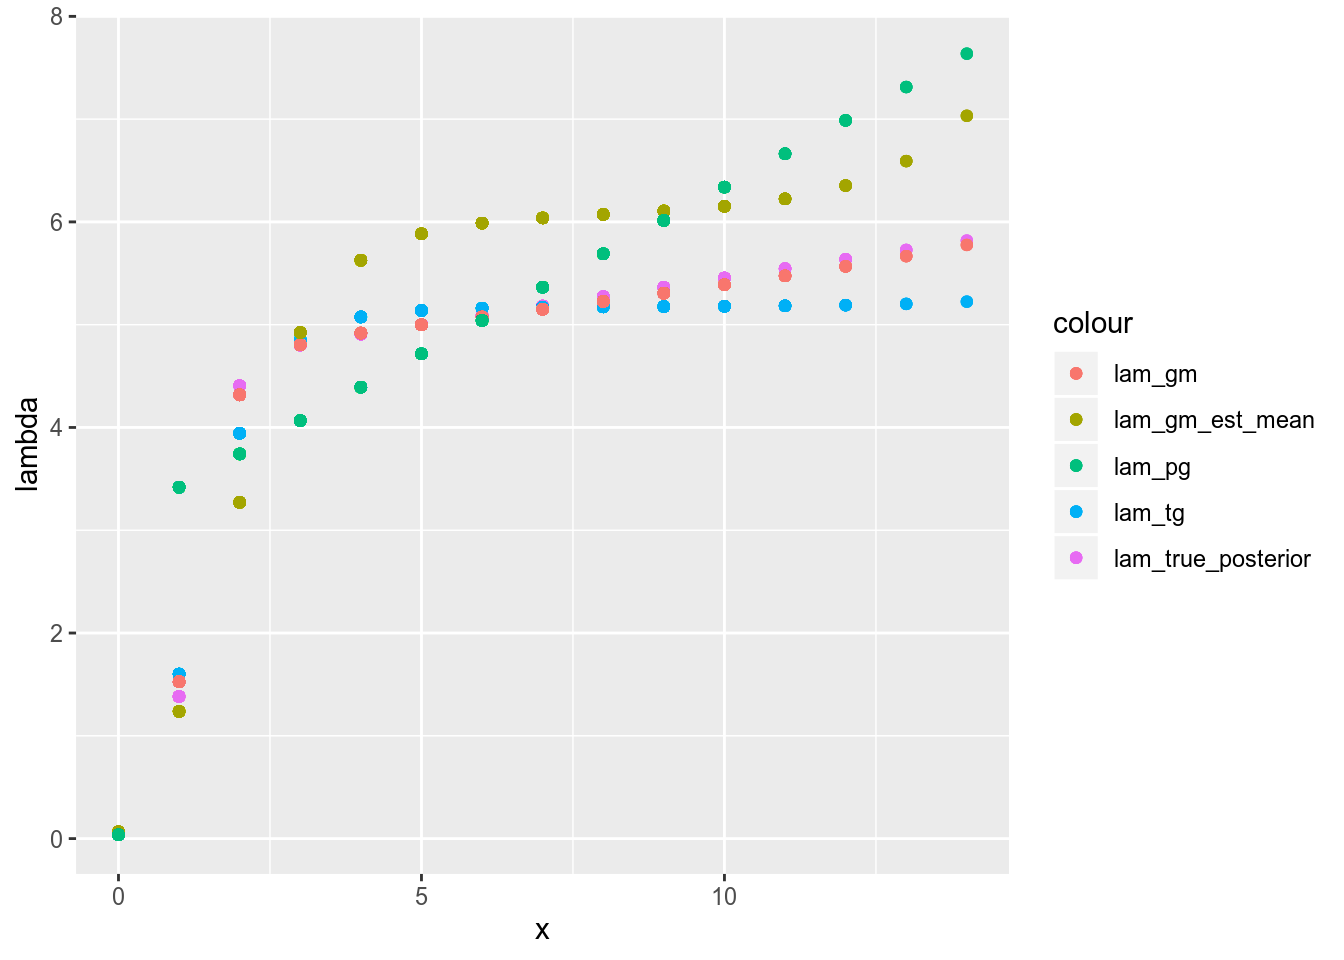 8
6
4
2
0
lambda
0 5 10
x
colour
lam_gm
lam_gm_est_mean
lam_pg
lam_tg
lam_true_posterior